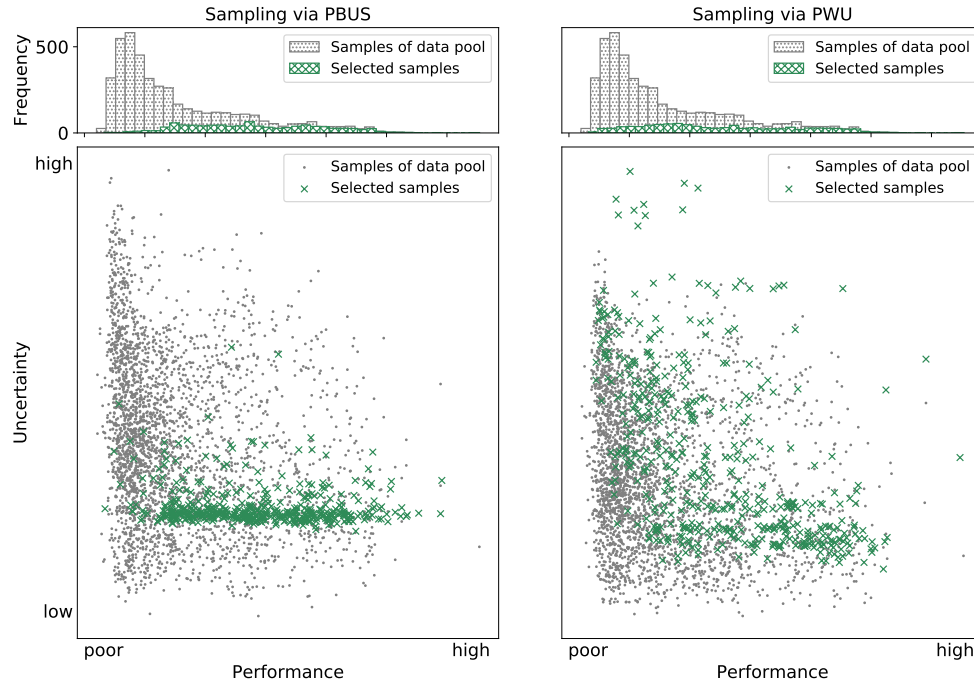 Sampling via PBUS
Sampling via PWU
Frequency
500
0
Samples of data pool
Selected samples
0
Samples of data pool
Selected samples
Uncertainty
high
low
Samples of data pool
Selected samples
Samples of data pool
Selected samples
poor
high
Performance
poor
high
Performance